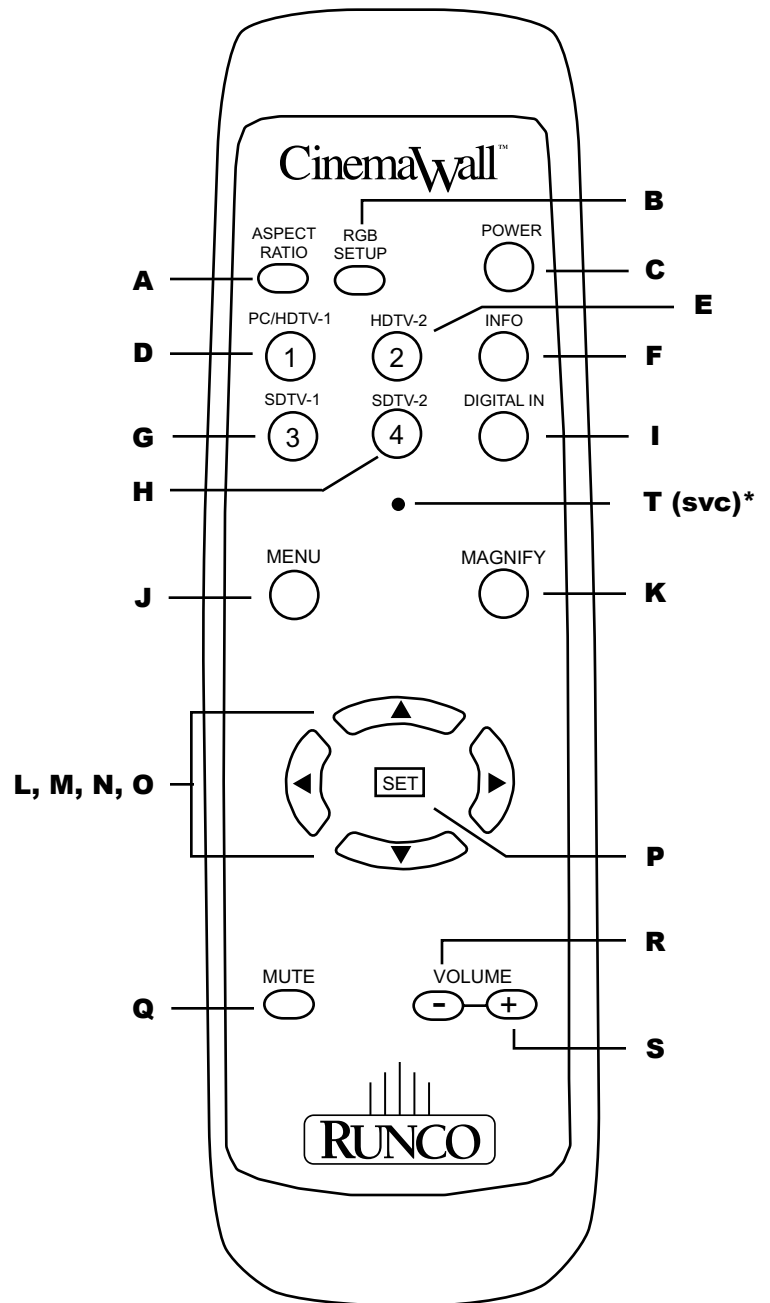 CinemaWall™
B
ASPECT RATIO
RGB SETUP
POWER
A
C
E
PC/HDTV-1
HDTV-2
INFO
D
1
2
F
SDTV-1
SDTV-2
DIGITAL IN
G
3
4
I
H
T (svc)*
MENU
MAGNIFY
J
K
L, M, N, O
SET
P
R
MUTE
VOLUME
Q
-
+
S
RUNCO